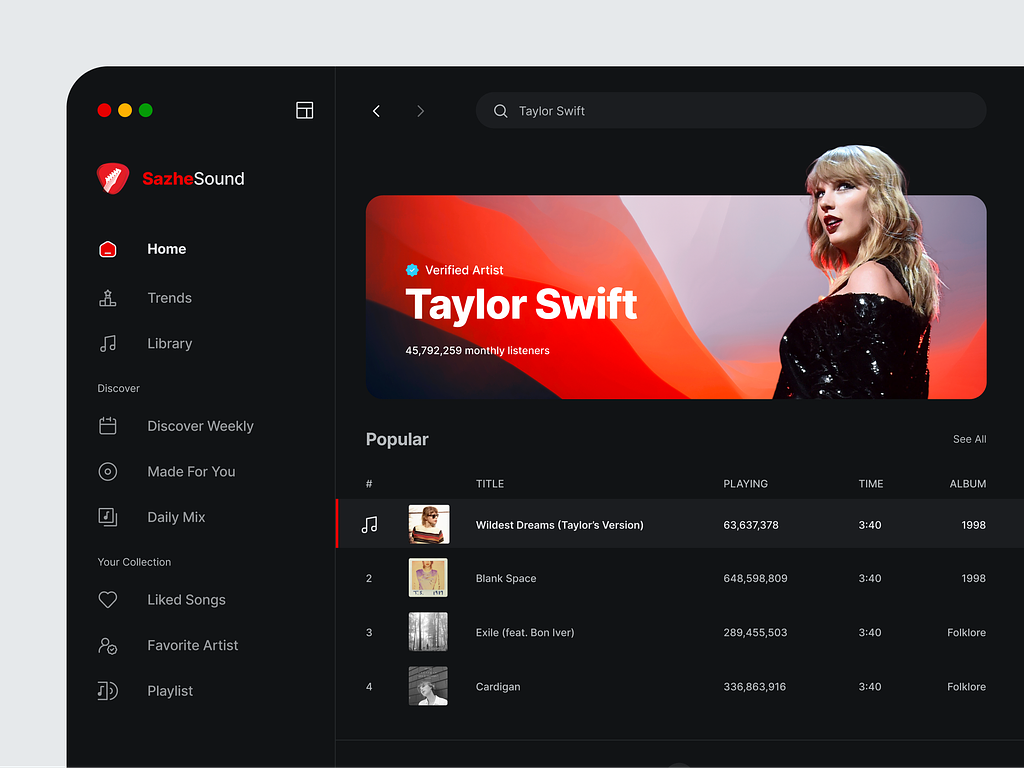 Taylor Swift
SazheSound
Home
Trends
Library
Discover
Discover Weekly
Made For You
Daily Mix
Your Collection
Liked Songs
Favorite Artist
Playlist
Verified Artist
Taylor Swift
45,792,259 monthly listeners
Popular
See All
# TITLE PLAYING TIME ALBUM
Wildest Dreams (Taylor’s Version) 63,637,378 3:40 1998
2 Blank Space 648,598,809 3:40 1998
3 Exile (feat. Bon Iver) 289,455,503 3:40 Folklore
4 Cardigan 336,863,916 3:40 Folklore